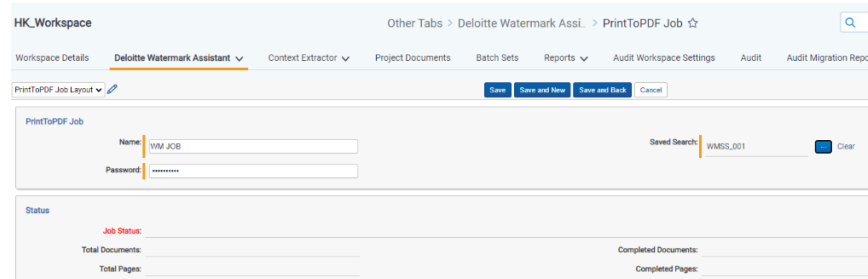 HK_Workspace Other Tabs > Deloitte Watermark Assi... > PrintToPDF Job
Workspace Details Deloitte Watermark Assistant Context Extractor Project Documents Batch Sets Reports Audit Workspace Settings Audit Audit Migration Repo
PrintToPDF Job Layout Save Save and New Save and Back Cancel
PrintToPDF Job
Name: WM JOB Saved Search: WMSS_001 ... Clear
Password: ••••••••••
Status
Job Status:
Total Documents: Completed Documents:
Total Pages: Completed Pages: